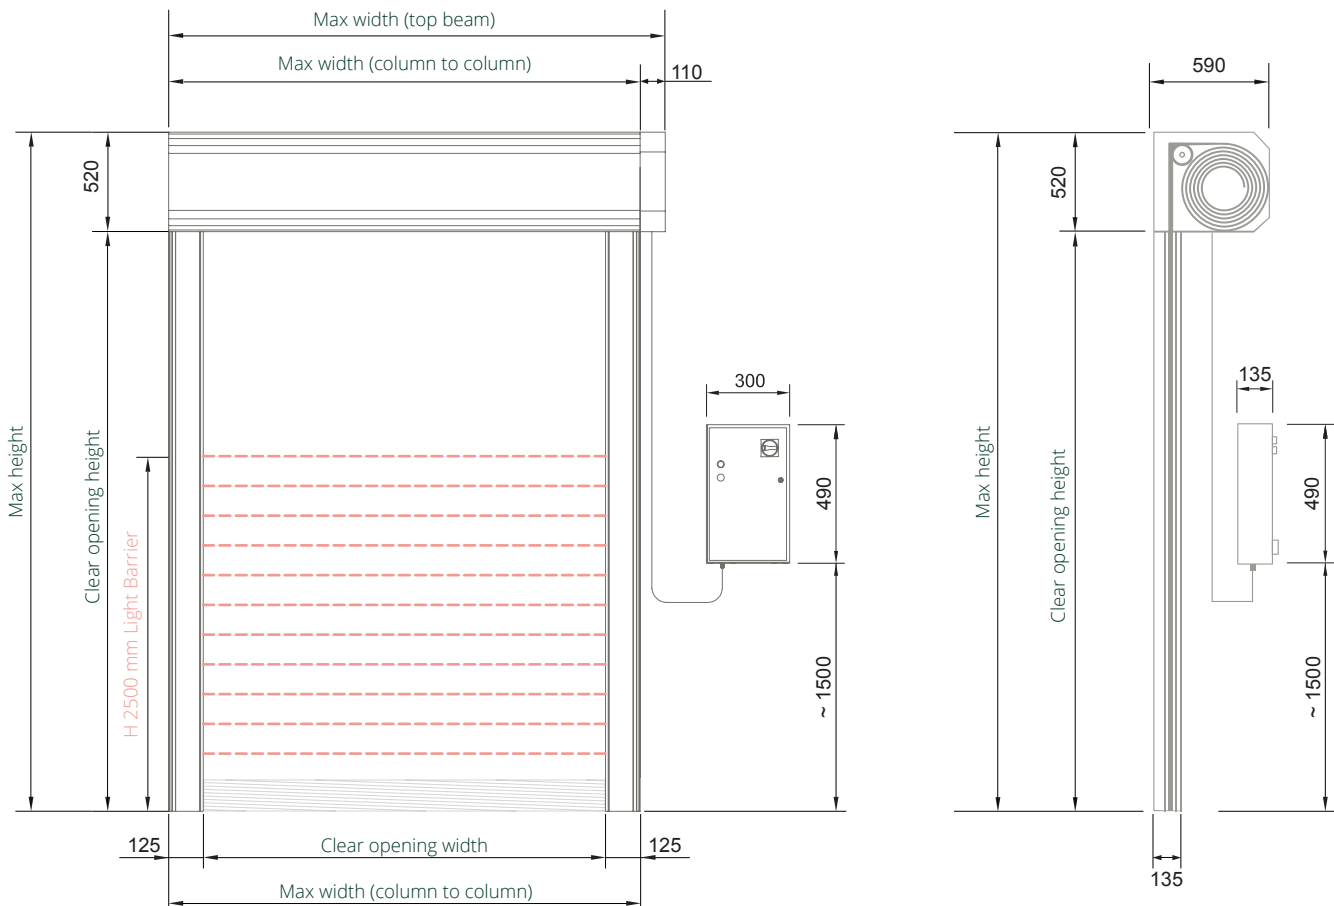 Max width (top beam)
Max width (column to column)
110
590
520
520
Max height
Clear opening height
H 2500 mm Light Barrier
300
490
~ 1500
Max height
Clear opening height
135
490
~ 1500
125
Clear opening width
125
Max width (column to column)
135